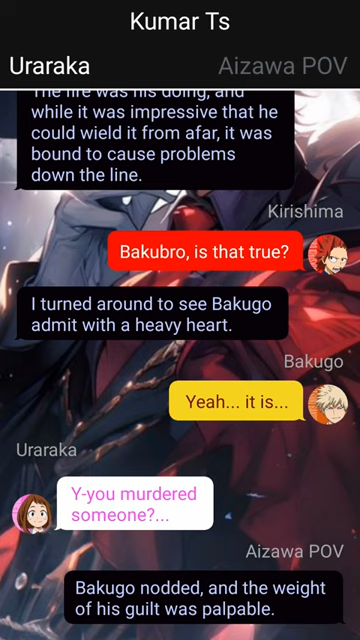 Kumar Ts
Uraraka
Aizawa POV
The fire was his doing, and
while it was impressive that he
could wield it from afar, it was
bound to cause problems
down the line.
Kirishima
Bakubro, is that true?
I turned around to see Bakugo
admit with a heavy heart.
Bakugo
Yeah... it is...
Uraraka
Y-you murdered
someone?...
Aizawa POV
Bakugo nodded, and the weight
of his guilt was palpable.